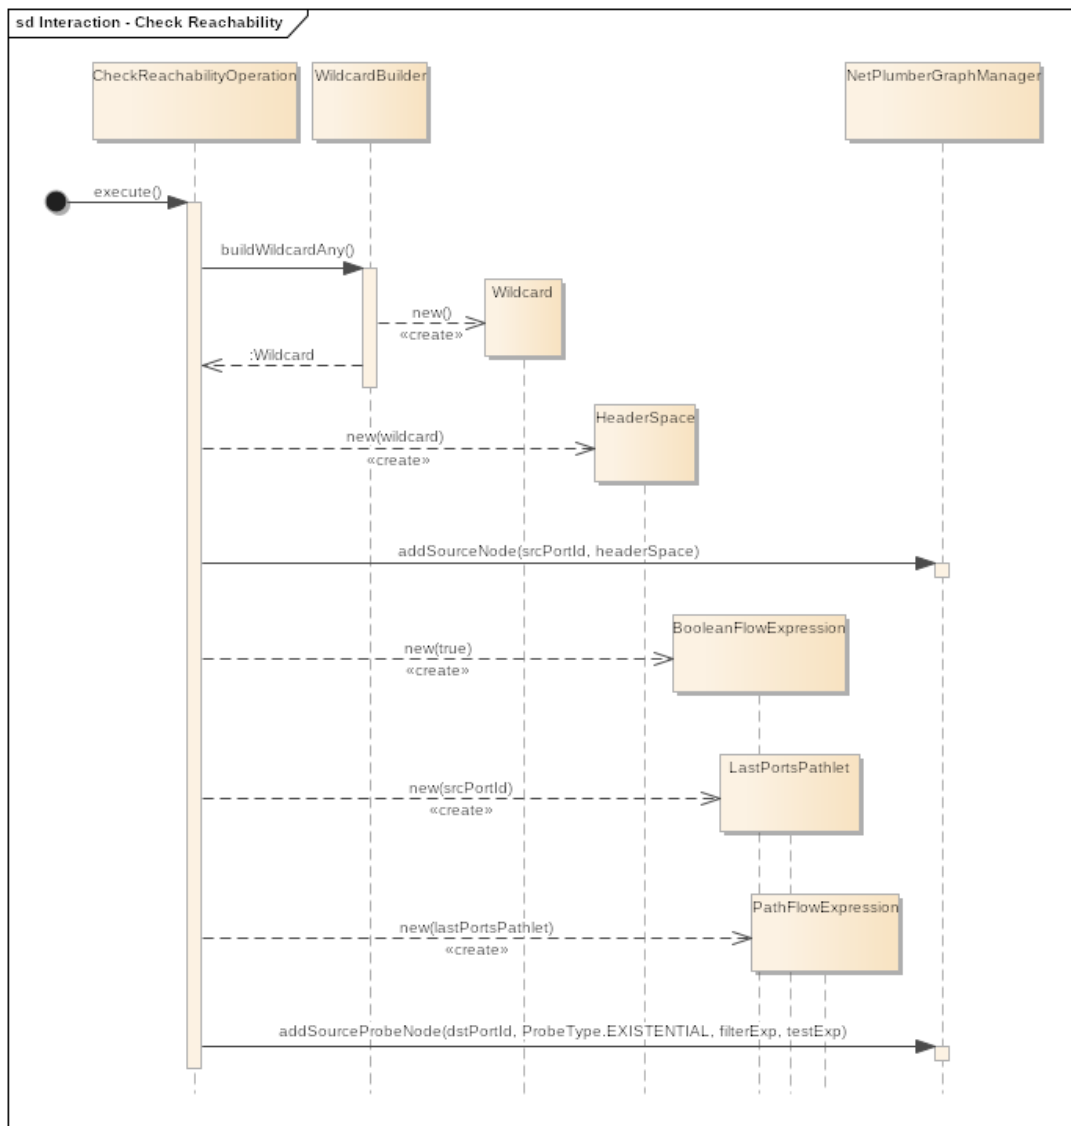 sd Interaction - Check Reachability
CheckReachabilityOperation
WildcardBuilder
NetPlumberGraphManager
execute()
buildWildcardAny()
Wildcard
new()
«create»
:Wildcard
HeaderSpace
new(wildcard)
«create»
addSourceNode(srcPortId, headerSpace)
BooleanFlowExpression
new(true)
«create»
LastPortsPathlet
new(srcPortId)
«create»
PathFlowExpression
new(lastPortsPathlet)
«create»
addSourceProbeNode(dstPortId, ProbeType.EXISTENTIAL, filterExp, testExp)